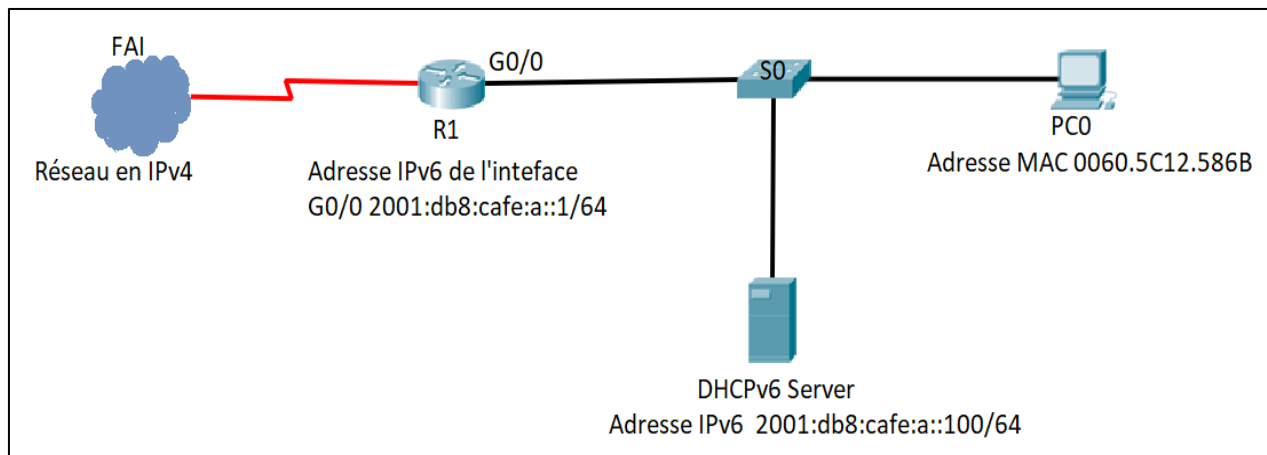 FAI
G0/0
S0
R1
PC0
Réseau en IPv4
Adresse IPv6 de l'inteface
G0/0 2001:db8:cafe:a::1/64
Adresse MAC 0060.5C12.586B
DHCPv6 Server
Adresse IPv6 2001:db8:cafe:a::100/64